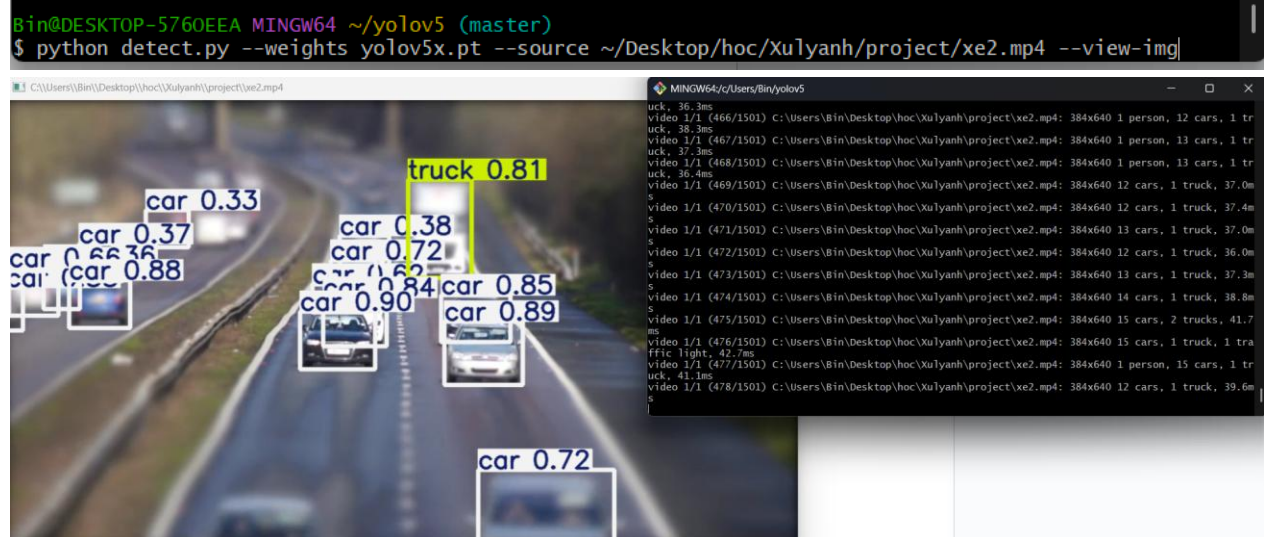 Bin@DESKTOP-576OEEA MINGW64 ~/yolov5 (master)
$ python detect.py --weights yolov5x.pt --source ~/Desktop/hoc/Xulyanh/project/xe2.mp4 --view-img
C:\\Users\\Bin\\Desktop\\hoc\\Xulyanh\\project\\xe2.mp4
truck 0.81
car 0.33
car 0.38
car 0.37
car 0.72
car 0.66
36
car 0.62
car
car 0.88
car 0.84
car 0.85
car 0.90
car 0.89
car 0.72
MINGW64:/c/Users/Bin/yolov5
uck, 36.3ms
video 1/1 (466/1501) C:\Users\Bin\Desktop\hoc\Xulyanh\project\xe2.mp4: 384x640 1 person, 12 cars, 1 tr
uck, 38.3ms
video 1/1 (467/1501) C:\Users\Bin\Desktop\hoc\Xulyanh\project\xe2.mp4: 384x640 1 person, 13 cars, 1 tr
uck, 37.3ms
video 1/1 (468/1501) C:\Users\Bin\Desktop\hoc\Xulyanh\project\xe2.mp4: 384x640 1 person, 13 cars, 1 tr
uck, 36.4ms
video 1/1 (469/1501) C:\Users\Bin\Desktop\hoc\Xulyanh\project\xe2.mp4: 384x640 12 cars, 1 truck, 37.0m
s
video 1/1 (470/1501) C:\Users\Bin\Desktop\hoc\Xulyanh\project\xe2.mp4: 384x640 12 cars, 1 truck, 37.4m
s
video 1/1 (471/1501) C:\Users\Bin\Desktop\hoc\Xulyanh\project\xe2.mp4: 384x640 13 cars, 1 truck, 37.0m
s
video 1/1 (472/1501) C:\Users\Bin\Desktop\hoc\Xulyanh\project\xe2.mp4: 384x640 12 cars, 1 truck, 36.0m
s
video 1/1 (473/1501) C:\Users\Bin\Desktop\hoc\Xulyanh\project\xe2.mp4: 384x640 13 cars, 1 truck, 37.3m
s
video 1/1 (474/1501) C:\Users\Bin\Desktop\hoc\Xulyanh\project\xe2.mp4: 384x640 14 cars, 1 truck, 38.8m
s
video 1/1 (475/1501) C:\Users\Bin\Desktop\hoc\Xulyanh\project\xe2.mp4: 384x640 15 cars, 2 trucks, 41.7
ms
video 1/1 (476/1501) C:\Users\Bin\Desktop\hoc\Xulyanh\project\xe2.mp4: 384x640 15 cars, 1 truck, 1 tra
ffic light, 42.7ms
video 1/1 (477/1501) C:\Users\Bin\Desktop\hoc\Xulyanh\project\xe2.mp4: 384x640 1 person, 15 cars, 1 tr
uck, 41.1ms
video 1/1 (478/1501) C:\Users\Bin\Desktop\hoc\Xulyanh\project\xe2.mp4: 384x640 12 cars, 1 truck, 39.6m
s